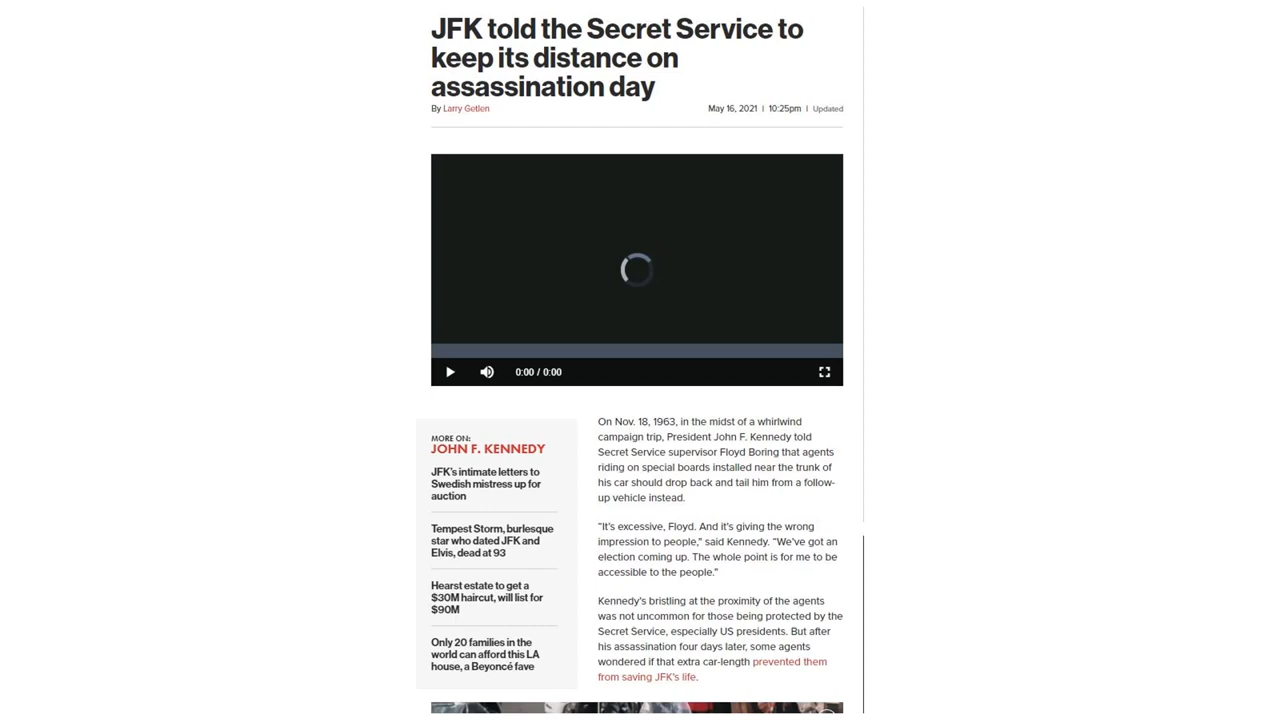 JFK told the Secret Service to
keep its distance on
assassination day
By Larry Getlen
May 16, 2021 | 10:25pm | Updated
0:00 / 0:00
MORE ON:
JOHN F. KENNEDY
JFK's intimate letters to
Swedish mistress up for
auction
Tempest Storm, burlesque
star who dated JFK and
Elvis, dead at 93
Hearst estate to get a
$30M haircut, will list for
$90M
Only 20 families in the
world can afford this LA
house, a Beyoncé fave
On Nov. 18, 1963, in the midst of a whirlwind
campaign trip, President John F. Kennedy told
Secret Service supervisor Floyd Boring that agents
riding on special boards installed near the trunk of
his car should drop back and tail him from a follow-
up vehicle instead.
“It’s excessive, Floyd. And it’s giving the wrong
impression to people,” said Kennedy. “We’ve got an
election coming up. The whole point is for me to be
accessible to the people.”
Kennedy’s bristling at the proximity of the agents
was not uncommon for those being protected by the
Secret Service, especially US presidents. But after
his assassination four days later, some agents
wondered if that extra car-length prevented them
from saving JFK’s life.